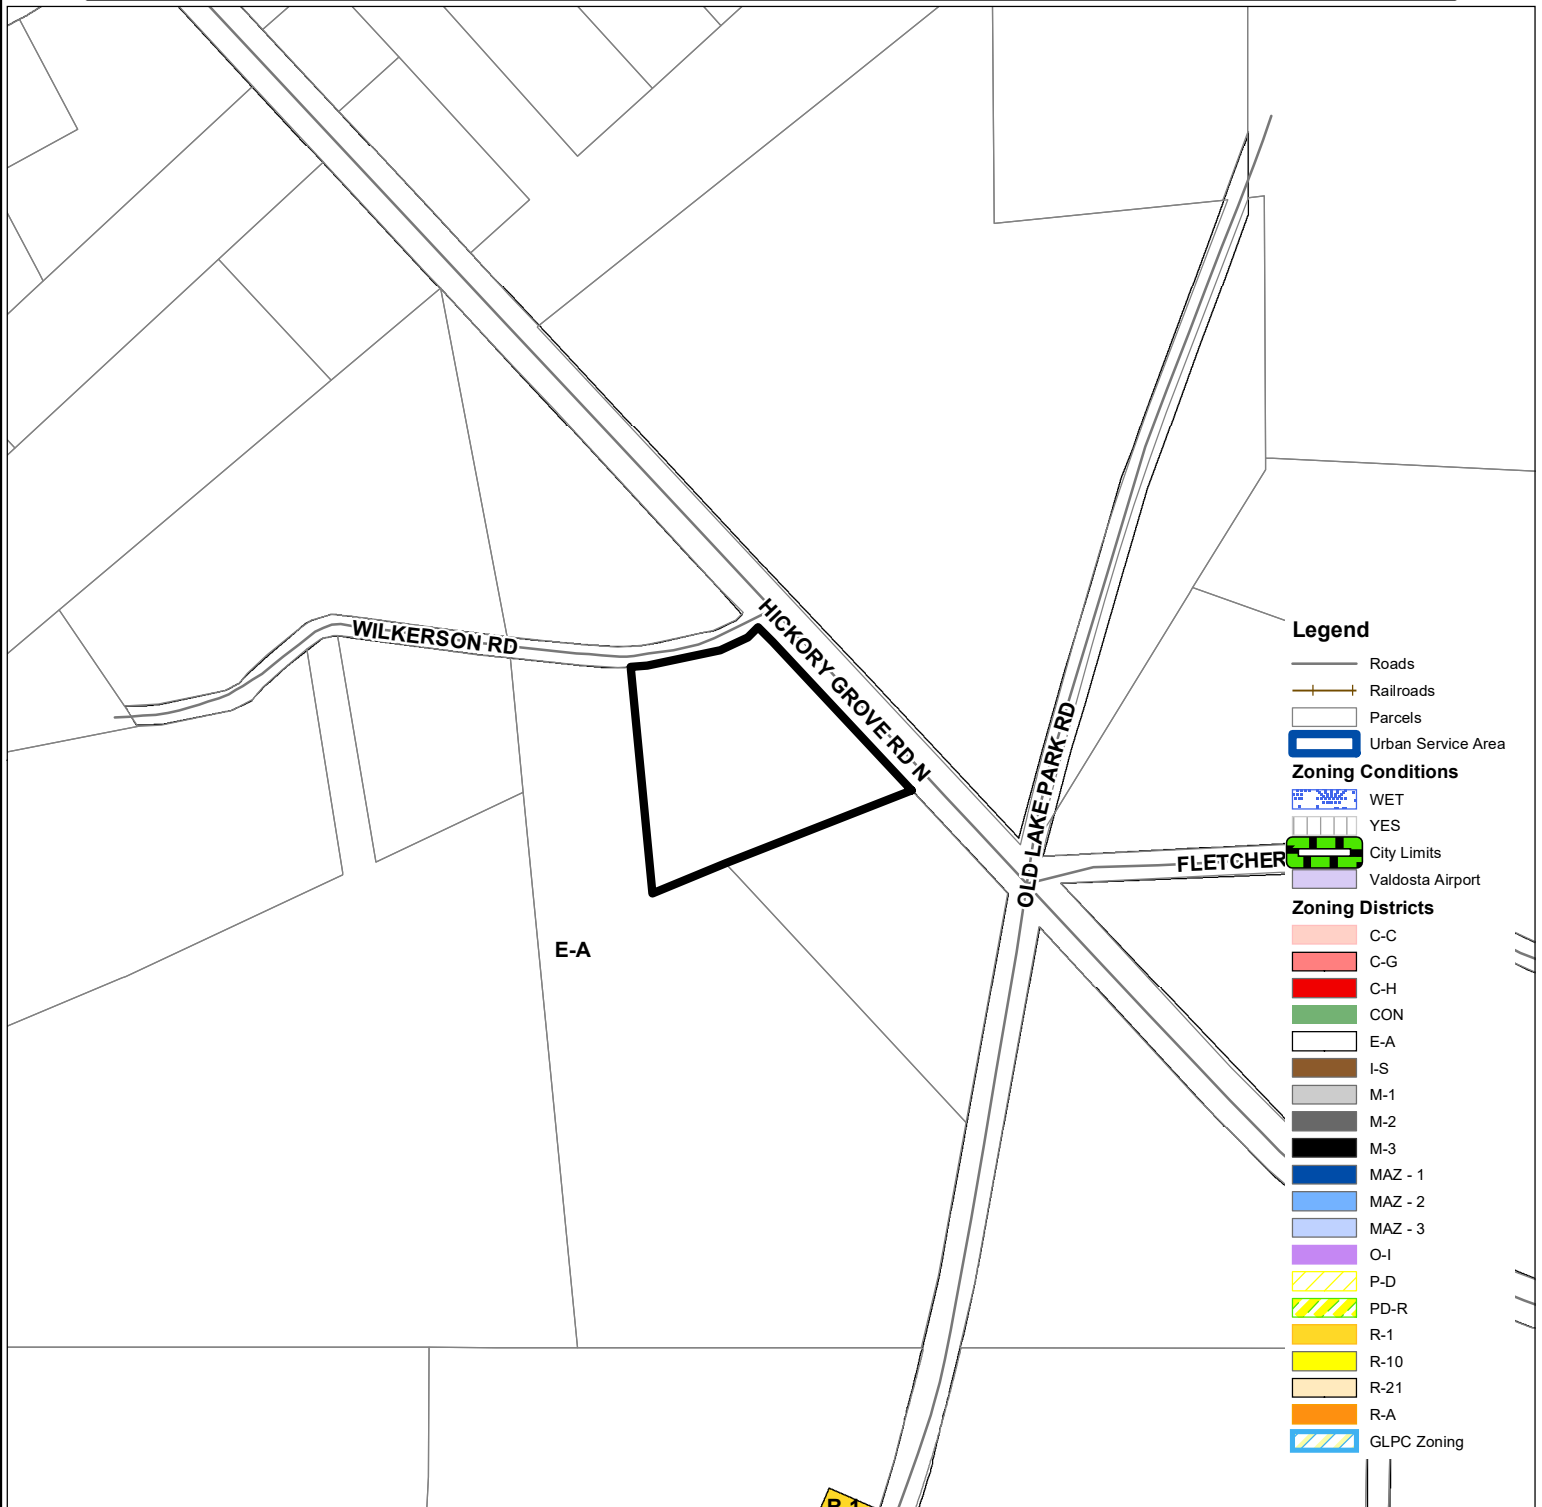 WILKERSON RD
HICKORY GROVE RD N
OLD LAKE PARK RD
FLETCHER
E-A
R-1
Legend
Roads
Railroads
Parcels
Urban Service Area
Zoning Conditions
WET
YES
City Limits
Valdosta Airport
Zoning Districts
C-C
C-G
C-H
CON
E-A
I-S
M-1
M-2
M-3
MAZ - 1
MAZ - 2
MAZ - 3
O-I
P-D
PD-R
R-1
R-10
R-21
R-A
GLPC Zoning